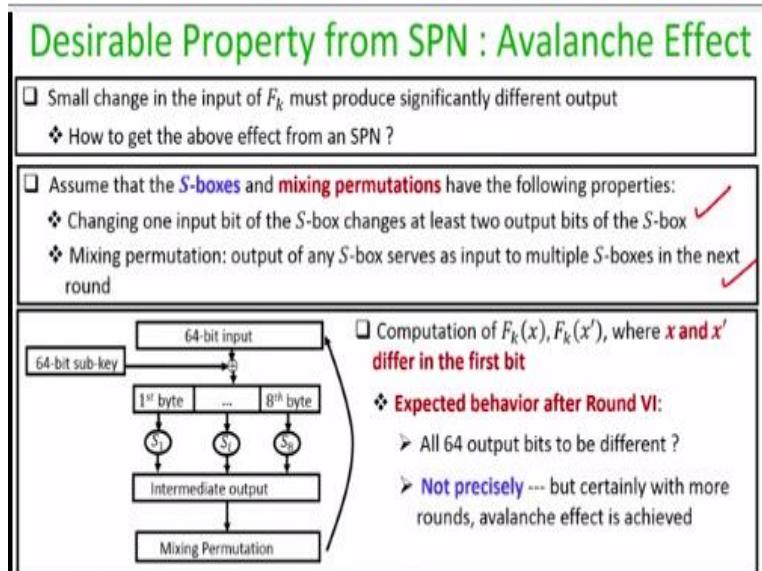 Desirable Property from SPN : Avalanche Effect
❑ Small change in the input of F_k must produce significantly different output
❖ How to get the above effect from an SPN ?
❑ Assume that the S-boxes and mixing permutations have the following properties:
❖ Changing one input bit of the S-box changes at least two output bits of the S-box
❖ Mixing permutation: output of any S-box serves as input to multiple S-boxes in the next
round
64-bit input
64-bit sub-key
1st byte ... 8th byte
S_1 S_i S_8
Intermediate output
Mixing Permutation
❑ Computation of F_k(x), F_k(x′), where x and x′
differ in the first bit
❖ Expected behavior after Round VI:
➢ All 64 output bits to be different ?
➢ Not precisely --- but certainly with more
rounds, avalanche effect is achieved